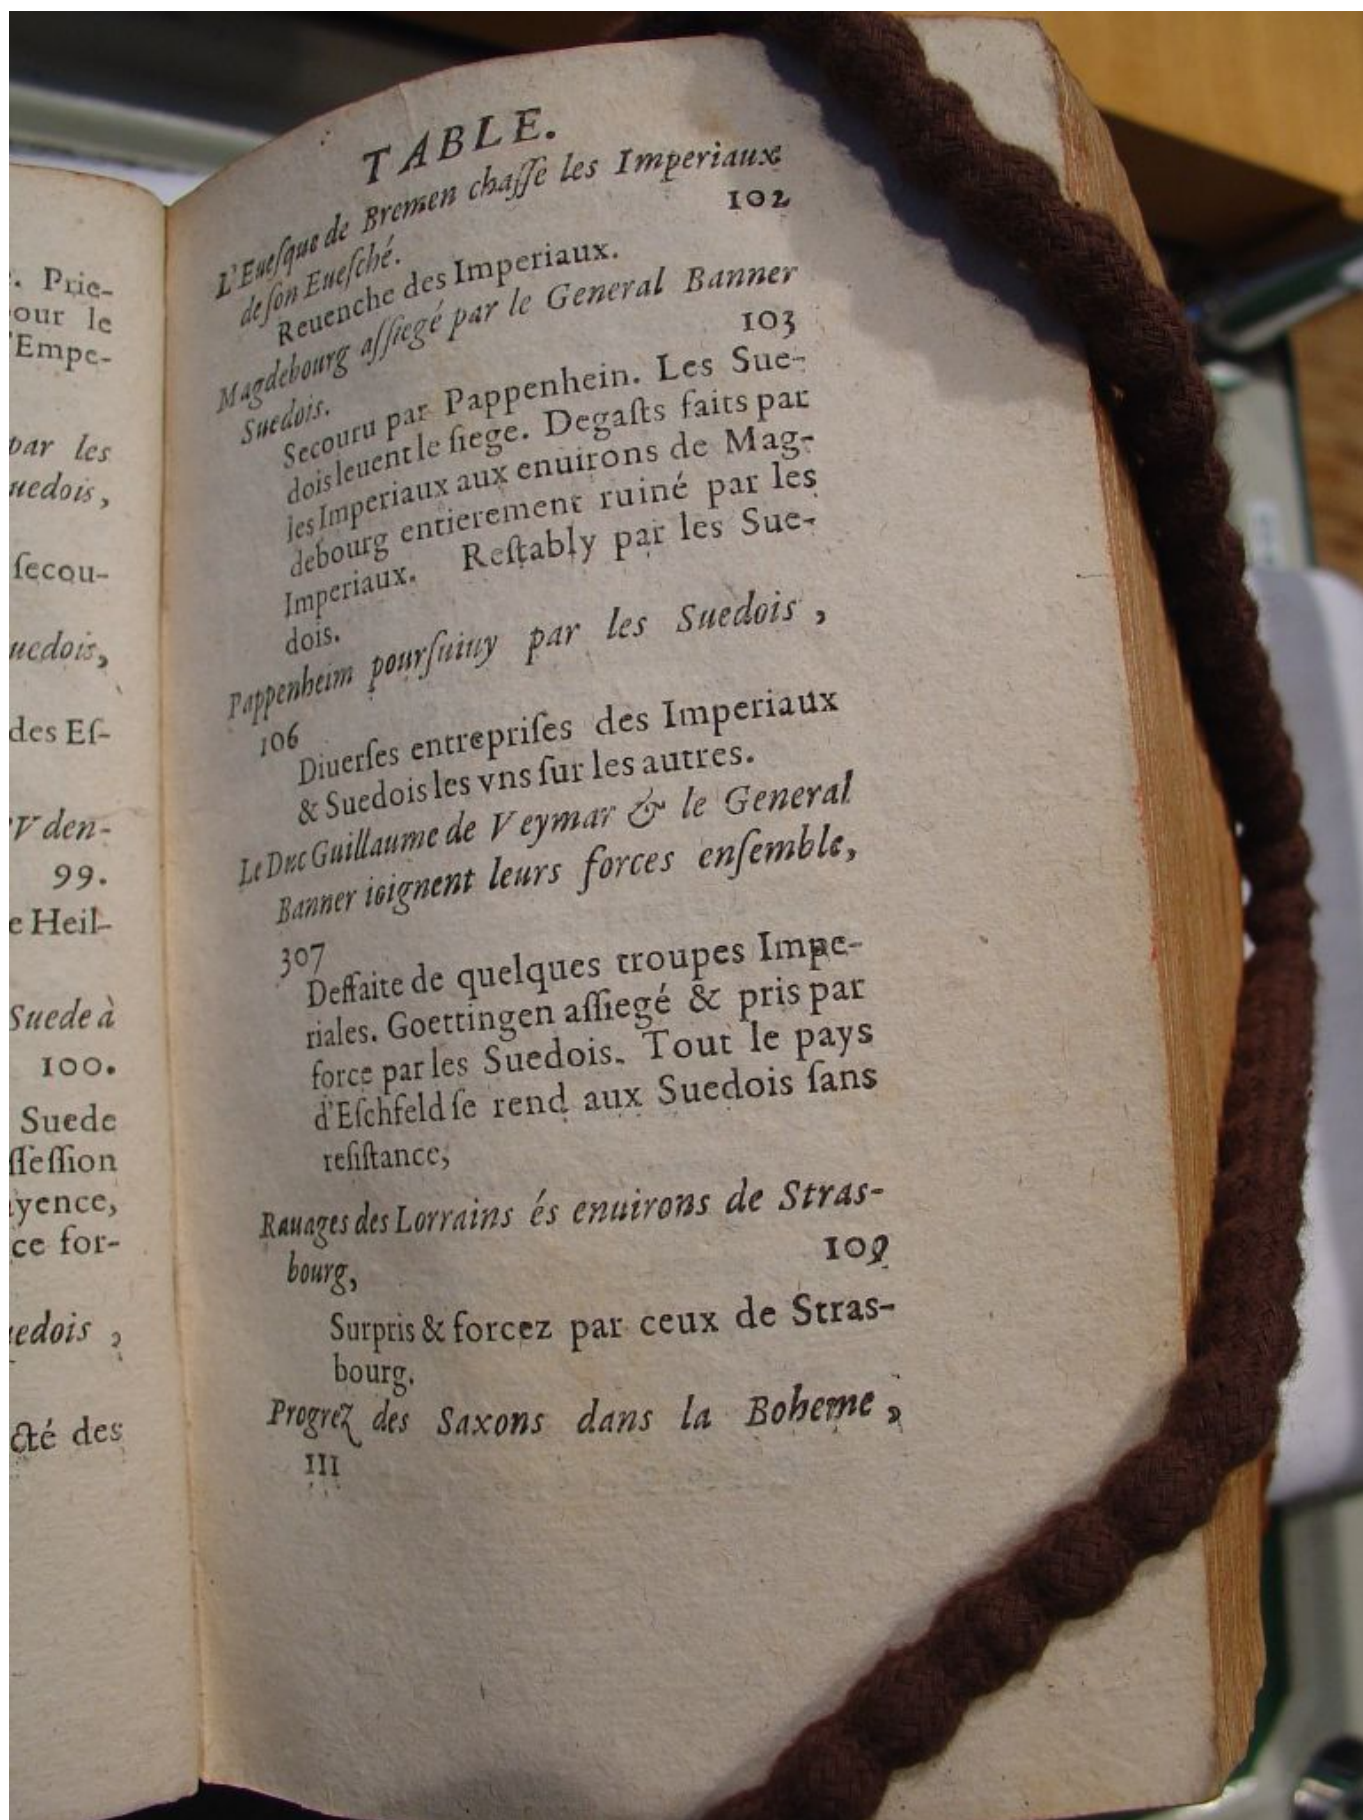 . Prie-
our le
'Empe-
par les
uedois,
ſecou-
uedois,
des Eſ-
Vden-
99.
e Heil-
Suede à
100.
Suede
ſſeſſion
yence,
ce for-
uedois,
cté des
TABLE.
L'Eueſque de Bremen chaſſe les Imperiaux
de ſon Eueſché. 102
Reuenche des Imperiaux.
Magdebourg aſſiegé par le General Banner
Suedois. 103
Secouru par Pappenhein. Les Sue-
dois leuent le ſiege. Degaſts faits par
les Imperiaux aux enuirons de Mag-
debourg entierement ruiné par les
Imperiaux. Reſtably par les Sue-
dois.
Pappenheim pourſuiuy par les Suedois,
106
Diuerſes entrepriſes des Imperiaux
& Suedois les vns ſur les autres.
Le Duc Guillaume de Veymar & le General
Banner ioignent leurs forces enſemble,
307
Deffaite de quelques troupes Impe-
riales. Goettingen aſſiegé & pris par
force par les Suedois. Tout le pays
d'Eſchfeld ſe rend aux Suedois ſans
reſiſtance,
Rauages des Lorrains és enuirons de Stras-
bourg, 109
Surpris & forcez par ceux de Stras-
bourg.
Progrez des Saxons dans la Boheme,
111